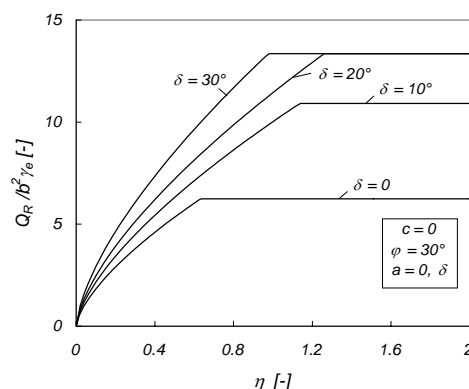 15
10
5
0
0
0.4
0.8
1.2
1.6
2
Q_R /b²γ_e [-]
η [-]
δ = 30°
δ = 20°
δ = 10°
δ = 0
c = 0
φ = 30°
a = 0, δ